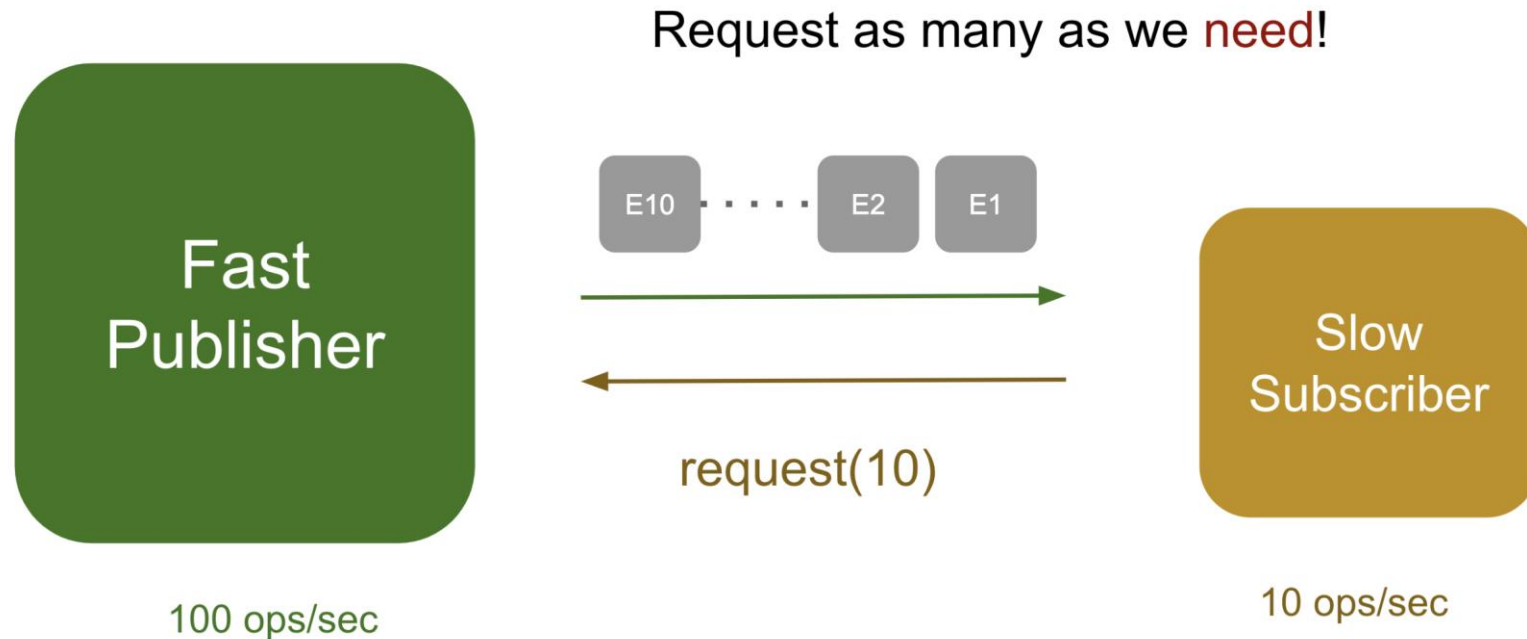 Request as many as we need!
E10
E2
E1
Fast
Publisher
Slow
Subscriber
request(10)
100 ops/sec
10 ops/sec